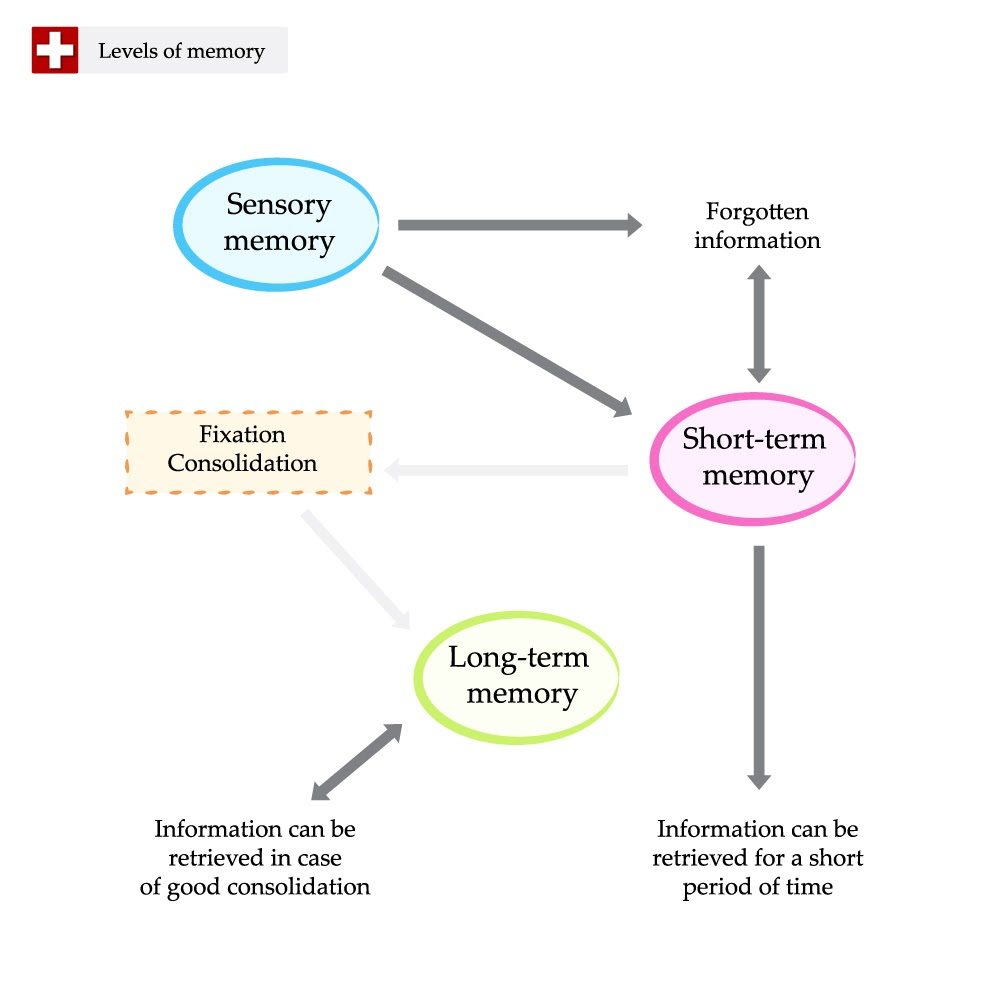 Levels of memory
Sensory
memory
Forgotten
information
Fixation
Consolidation
Short-term
memory
Long-term
memory
Information can be
retrieved in case
of good consolidation
Information can be
retrieved for a short
period of time